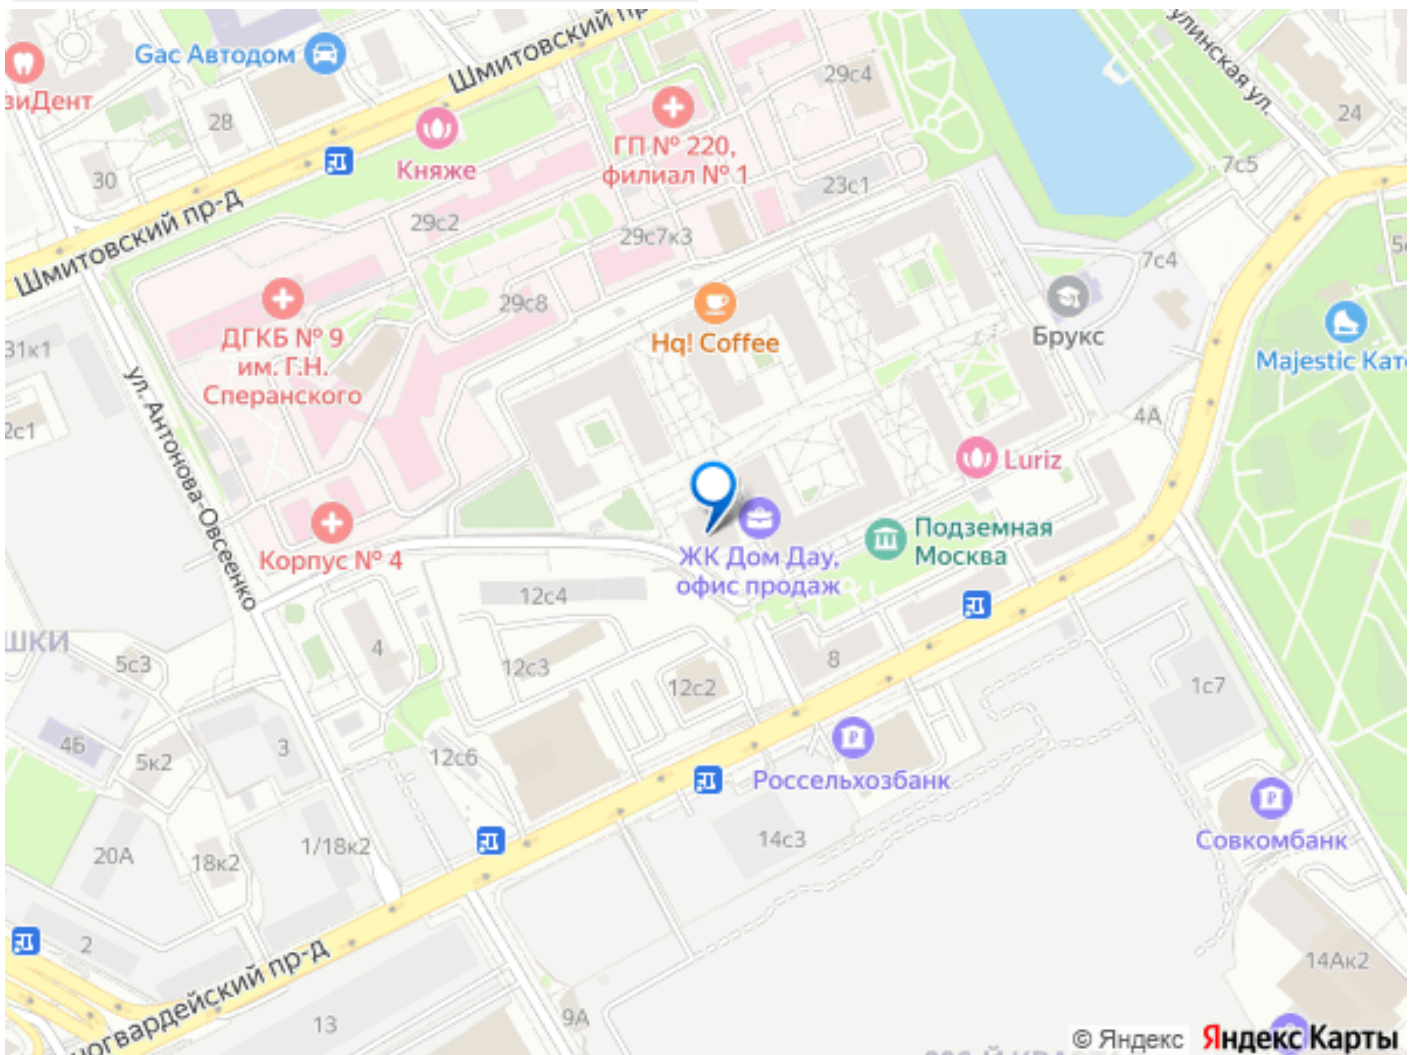 Шмитовский пр
Gac Автодом
улинская ул.
29с4
зиДент
28
24
ГП № 220,
филиал № 1
Княже
7с5
30
23с1
Шмитовский пр-д
29с2
29с7к3
7с4
29с8
ДГКБ № 9
им. Г.Н.
Сперанского
Hq! Coffee
Брукс
31к1
Majestic Като
4А
2с1
ул. Антонова-Овсеенко
Luriz
Подземная
Москва
Корпус № 4
ЖК Дом Дау,
офис продаж
12с4
ШКИ
4
5с3
12с3
8
12с2
1с7
4Б
3
5к2
12с6
Россельхозбанк
14с3
Совкомбанк
20А
1/18к2
18к2
2
ногвардейский пр-д
14Ак2
13
9А
© Яндекс Яндекс Карты